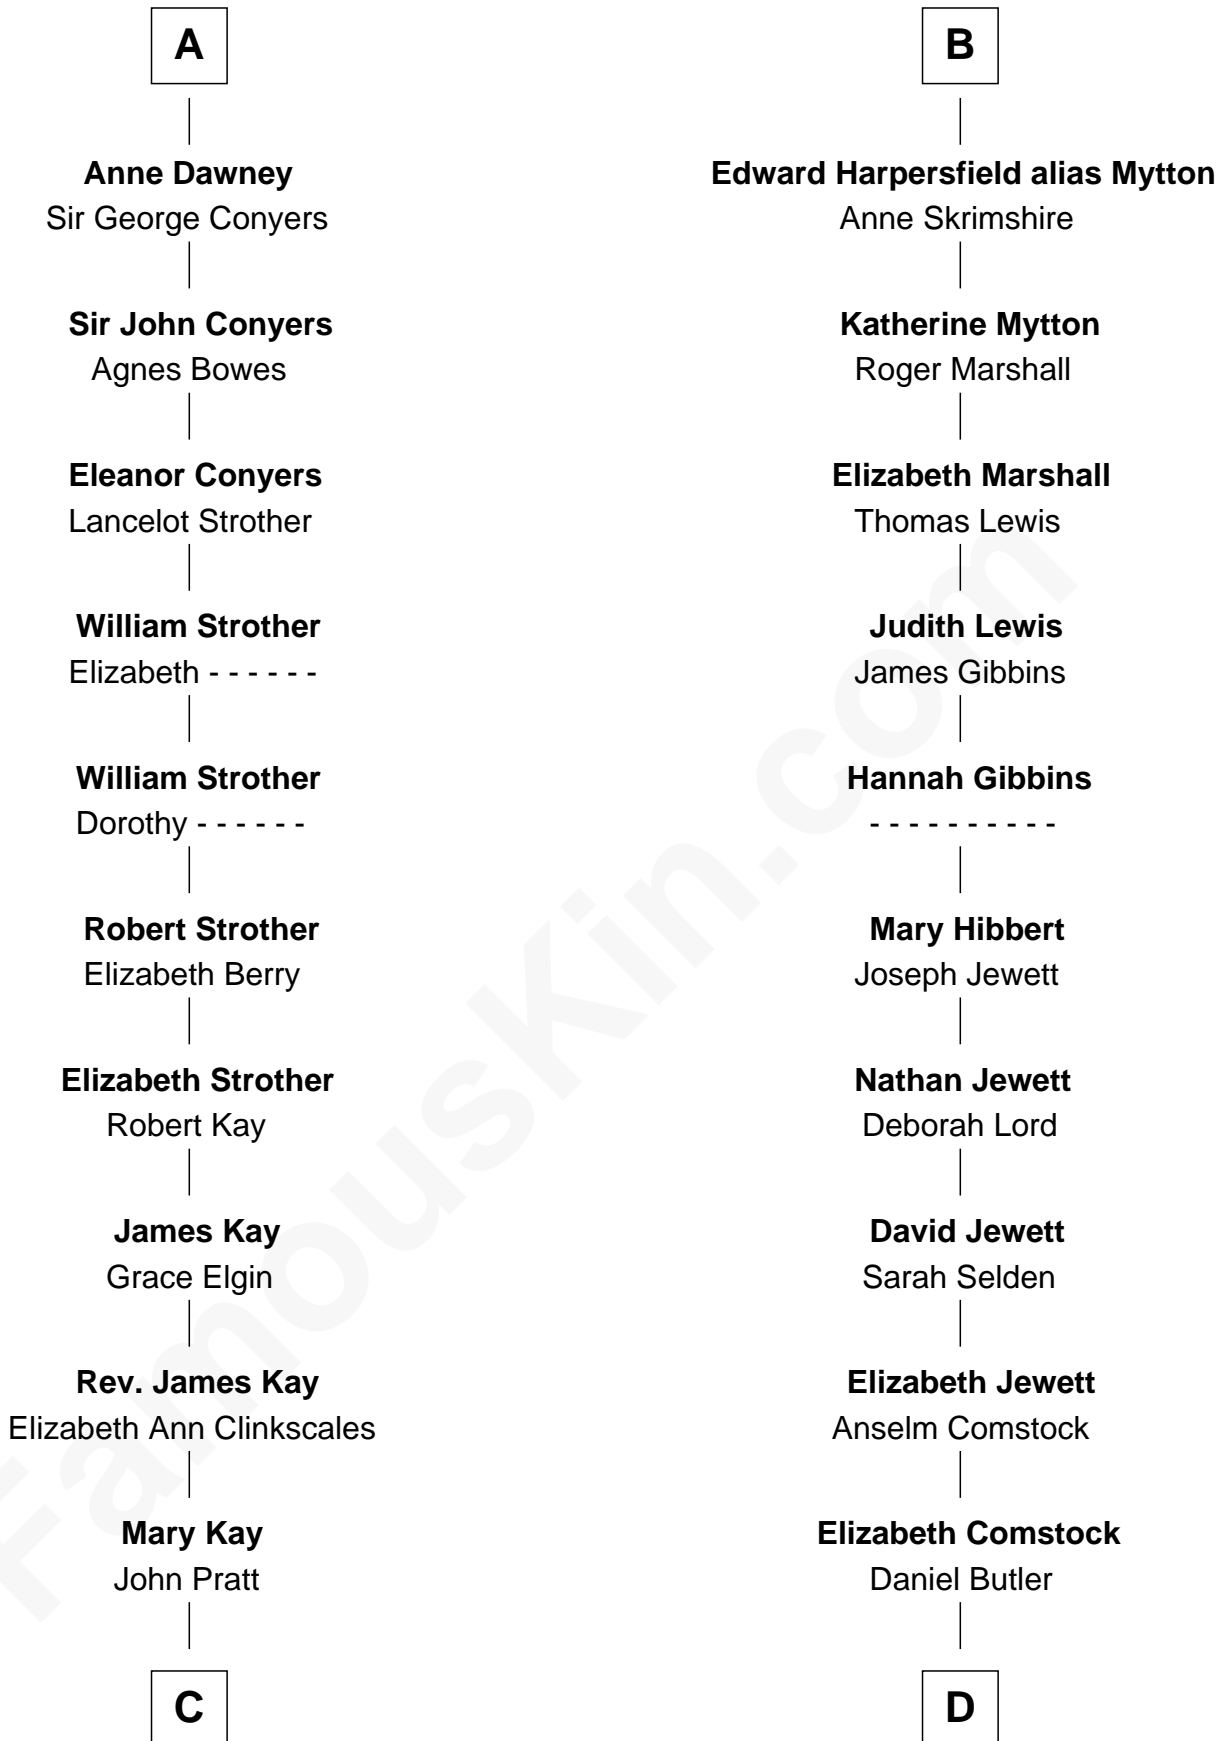 A
Anne Dawney
Sir George Conyers
Sir John Conyers
Agnes Bowes
Eleanor Conyers
Lancelot Strother
William Strother
Elizabeth - - - - - -
William Strother
Dorothy - - - - - -
Robert Strother
Elizabeth Berry
Elizabeth Strother
Robert Kay
James Kay
Grace Elgin
Rev. James Kay
Elizabeth Ann Clinkscales
Mary Kay
John Pratt
C
B
Edward Harpersfield alias Mytton
Anne Skrimshire
Katherine Mytton
Roger Marshall
Elizabeth Marshall
Thomas Lewis
Judith Lewis
James Gibbins
Hannah Gibbins
- - - - - - - - - -
Mary Hibbert
Joseph Jewett
Nathan Jewett
Deborah Lord
David Jewett
Sarah Selden
Elizabeth Jewett
Anselm Comstock
Elizabeth Comstock
Daniel Butler
D
FamousKin.com